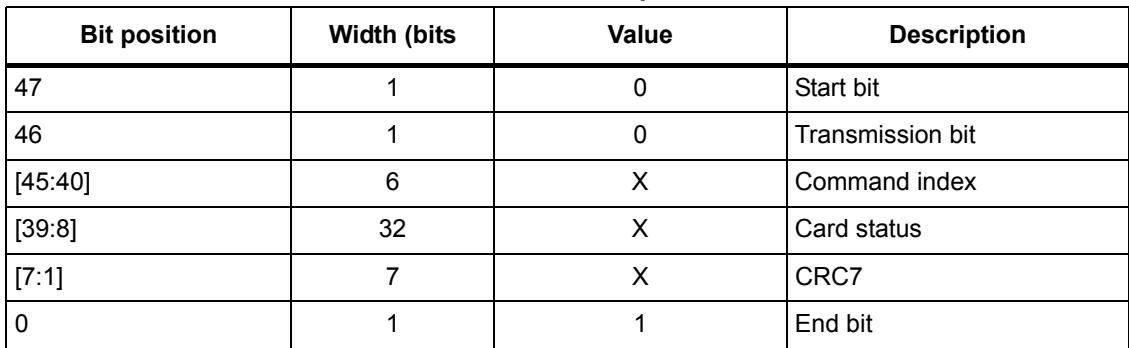 Bit position Width (bits Value Description
47 1 0 Start bit
46 1 0 Transmission bit
[45:40] 6 X Command index
[39:8] 32 X Card status
[7:1] 7 X CRC7
0 1 1 End bit